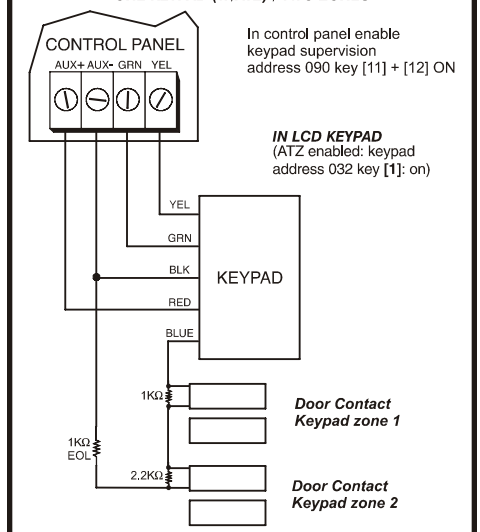 CONTROL PANEL
AUX+ AUX- GRN YEL
In control panel enable
keypad supervision
address 090 key [11] + [12] ON
IN LCD KEYPAD
(ATZ enabled: keypad
address 032 key [1]: on)
YEL
GRN
BLK
RED
BLUE
KEYPAD
1KΩ
Door Contact
Keypad zone 1
1KΩ
EOL
2.2KΩ
Door Contact
Keypad zone 2